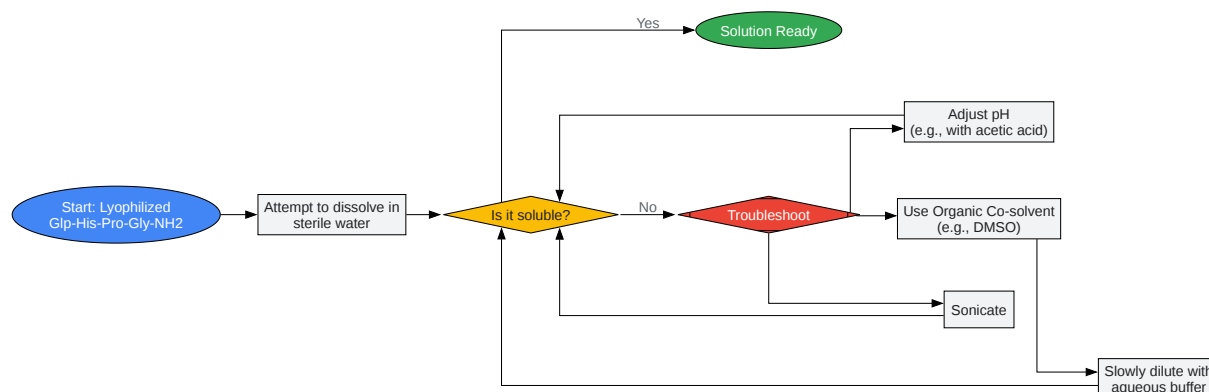 Yes
Solution Ready
Adjust pH
(e.g., with acetic acid)
Start: Lyophilized
Glp-His-Pro-Gly-NH2
Attempt to dissolve in
sterile water
Is it soluble?
No
Troubleshoot
Use Organic Co-solvent
(e.g., DMSO)
Sonicate
Slowly dilute with
aqueous buffer